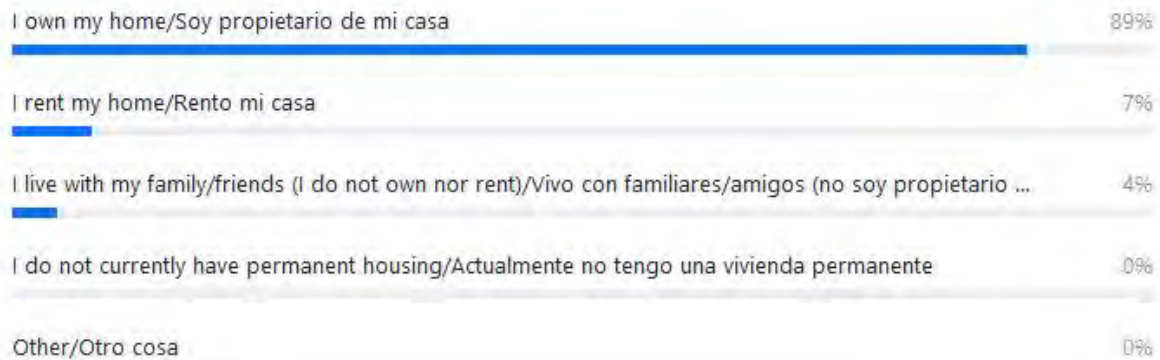 I own my home/Soy propietario de mi casa 89%
I rent my home/Rento mi casa 7%
I live with my family/friends (I do not own nor rent)/Vivo con familiares/amigos (no soy propietario ... 4%
I do not currently have permanent housing/Actualmente no tengo una vivienda permanente 0%
Other/Otro cosa 0%